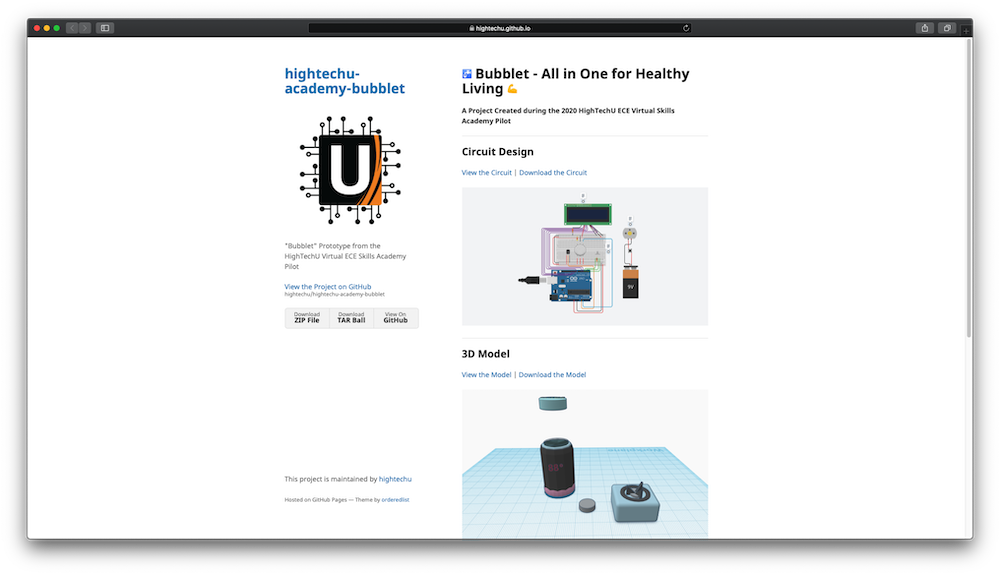 hightechu.github.io
hightechu-
academy-bubblet
U
"Bubblet" Prototype from the
HighTechU Virtual ECE Skills Academy
Pilot
View the Project on GitHub
hightechu/hightechu-academy-bubblet
Download
ZIP File
Download
TAR Ball
View On
GitHub
This project is maintained by hightechu
Hosted on GitHub Pages — Theme by orderedlist
Bubblet - All in One for Healthy
Living
A Project Created during the 2020 HighTechU ECE Virtual Skills
Academy Pilot
Circuit Design
View the Circuit | Download the Circuit
9V
3D Model
View the Model | Download the Model